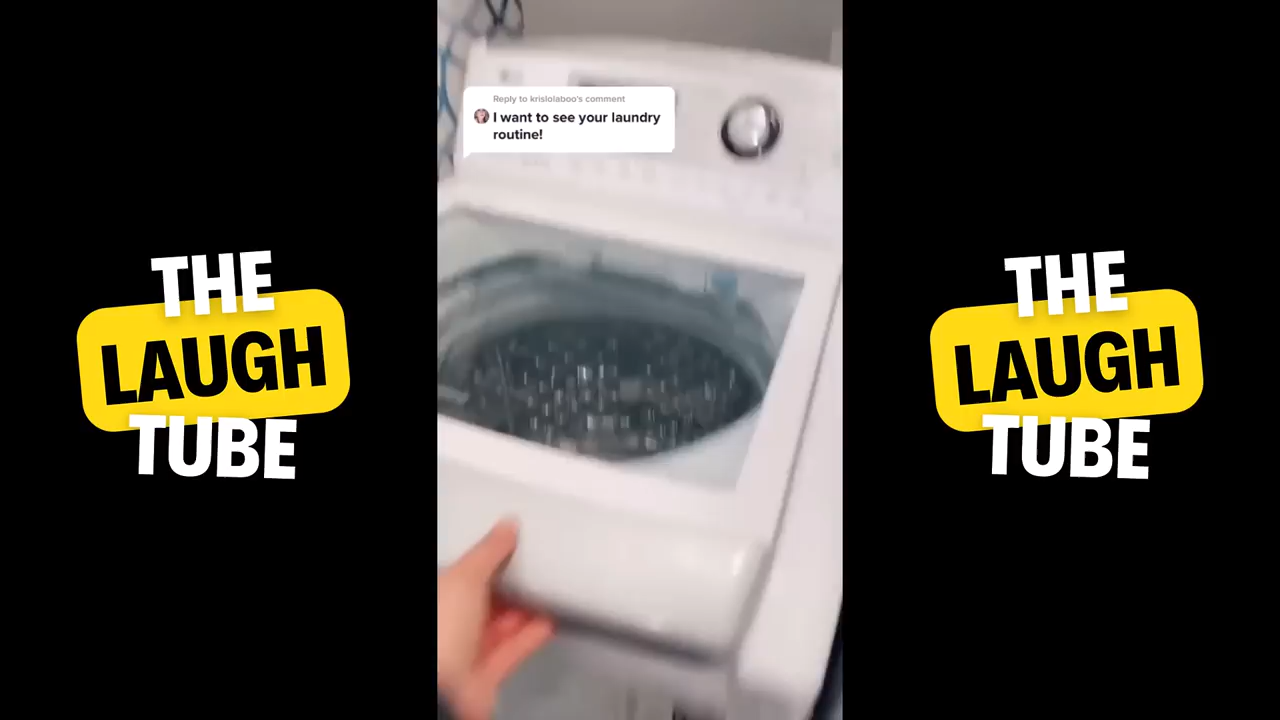 THE
LAUGH
TUBE
Reply to krislolaboo's comment
I want to see your laundry
routine!
THE
LAUGH
TUBE